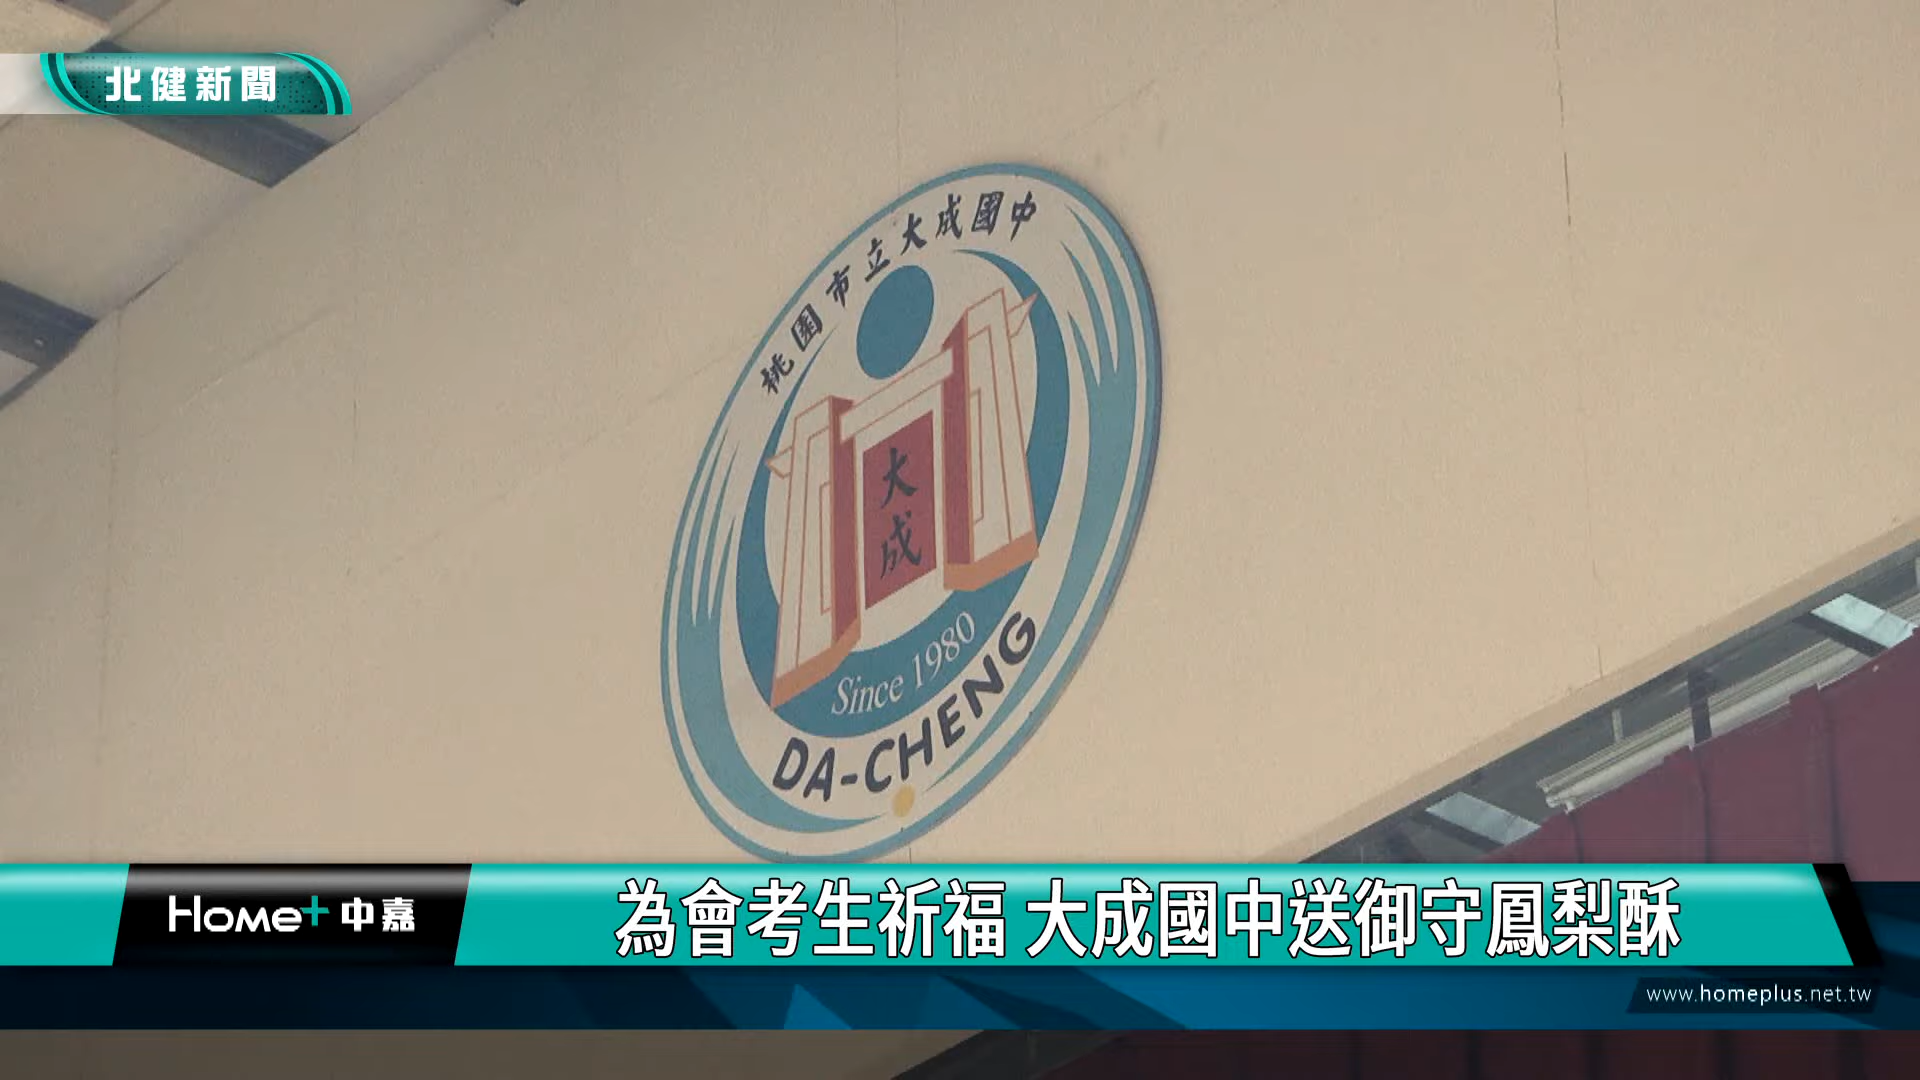 北健新聞
桃園市立大成國中
大成
Since 1980
DA-CHENG
Home+中嘉
為會考生祈福 大成國中送御守鳳梨酥
www.homeplus.net.tw